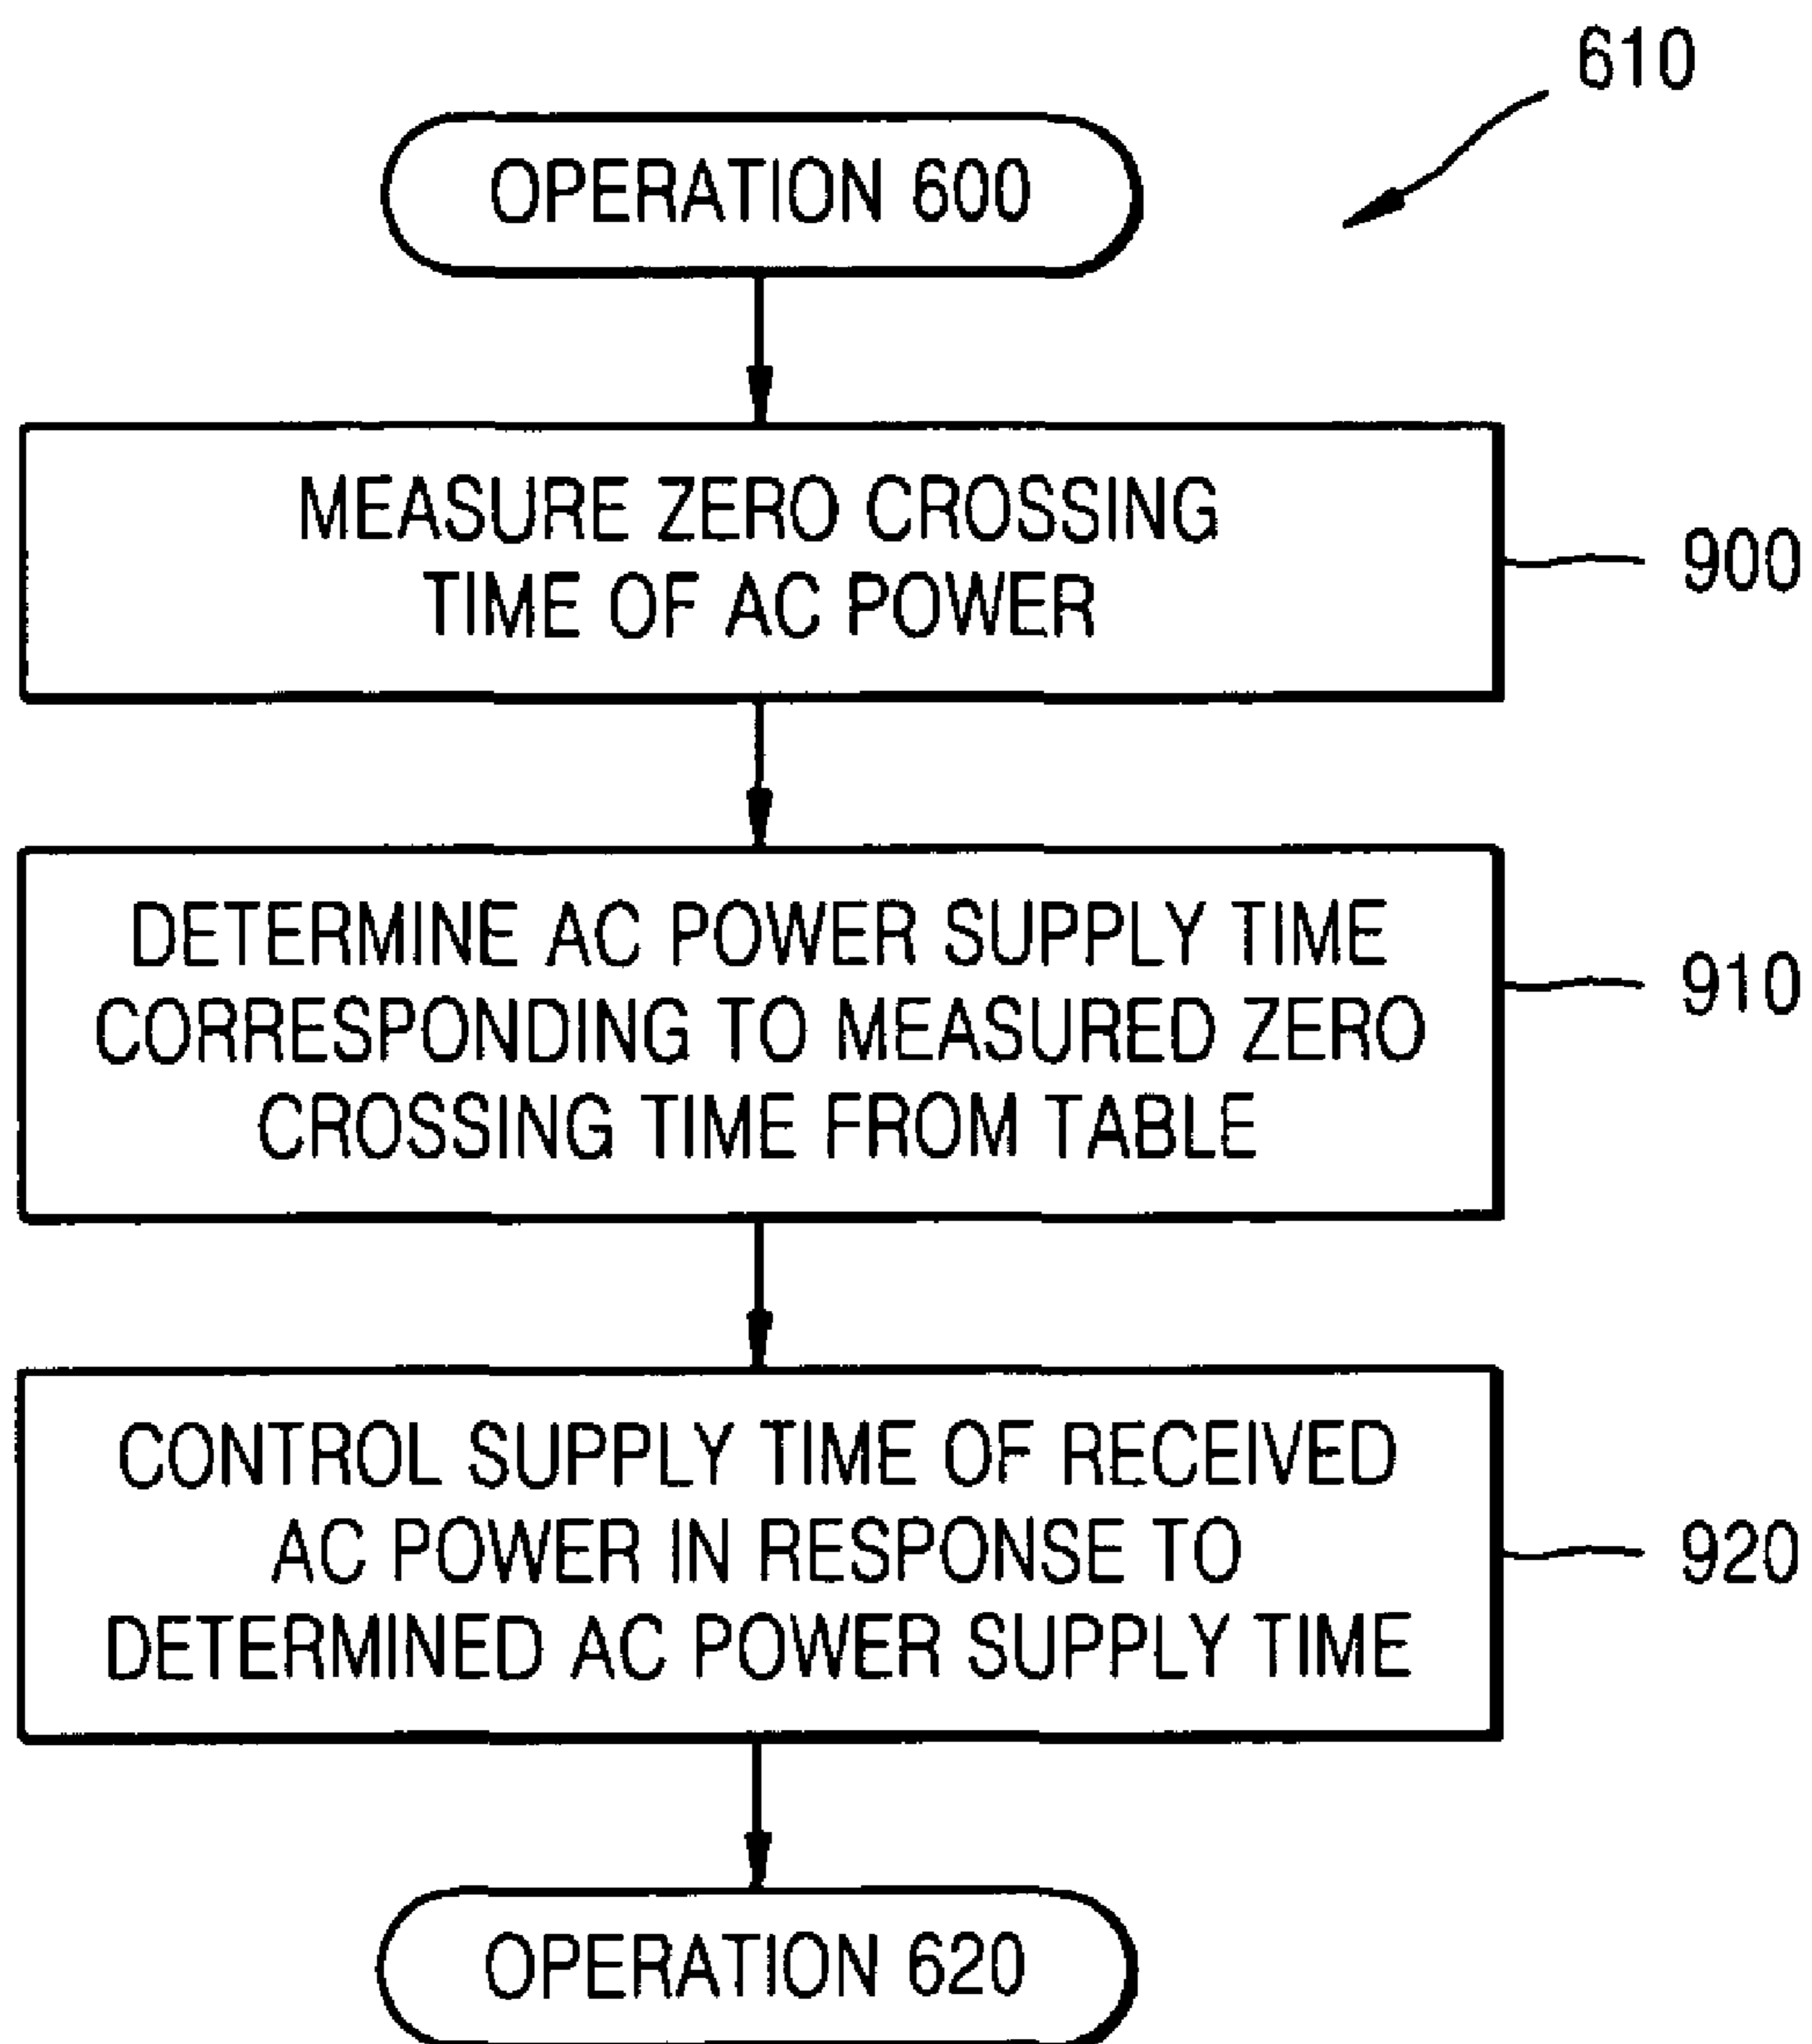 610
OPERATION 600
MEASURE ZERO CROSSING
TIME OF AC POWER
900
DETERMINE AC POWER SUPPLY TIME
CORRESPONDING TO MEASURED ZERO
CROSSING TIME FROM TABLE
910
CONTROL SUPPLY TIME OF RECEIVED
AC POWER IN RESPONSE TO
DETERMINED AC POWER SUPPLY TIME
920
OPERATION 620